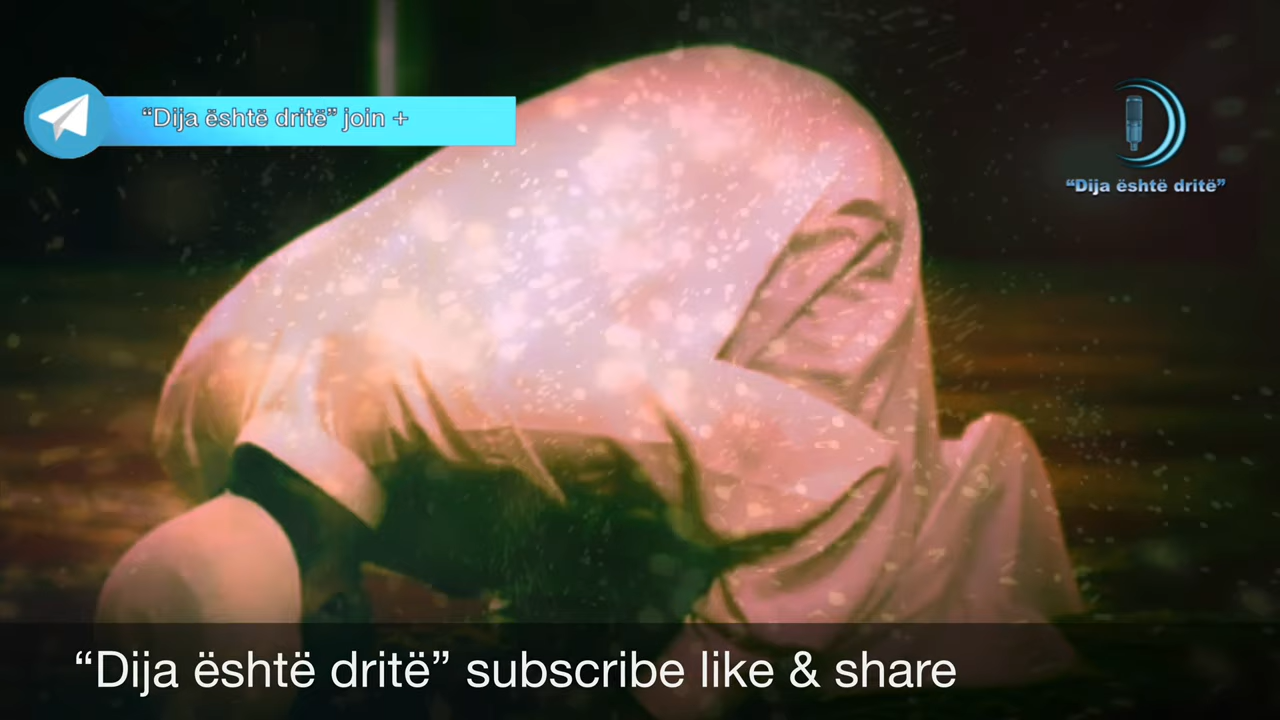 “Dija është dritë” join +
“Dija është dritë”
“Dija është dritë” subscribe like & share